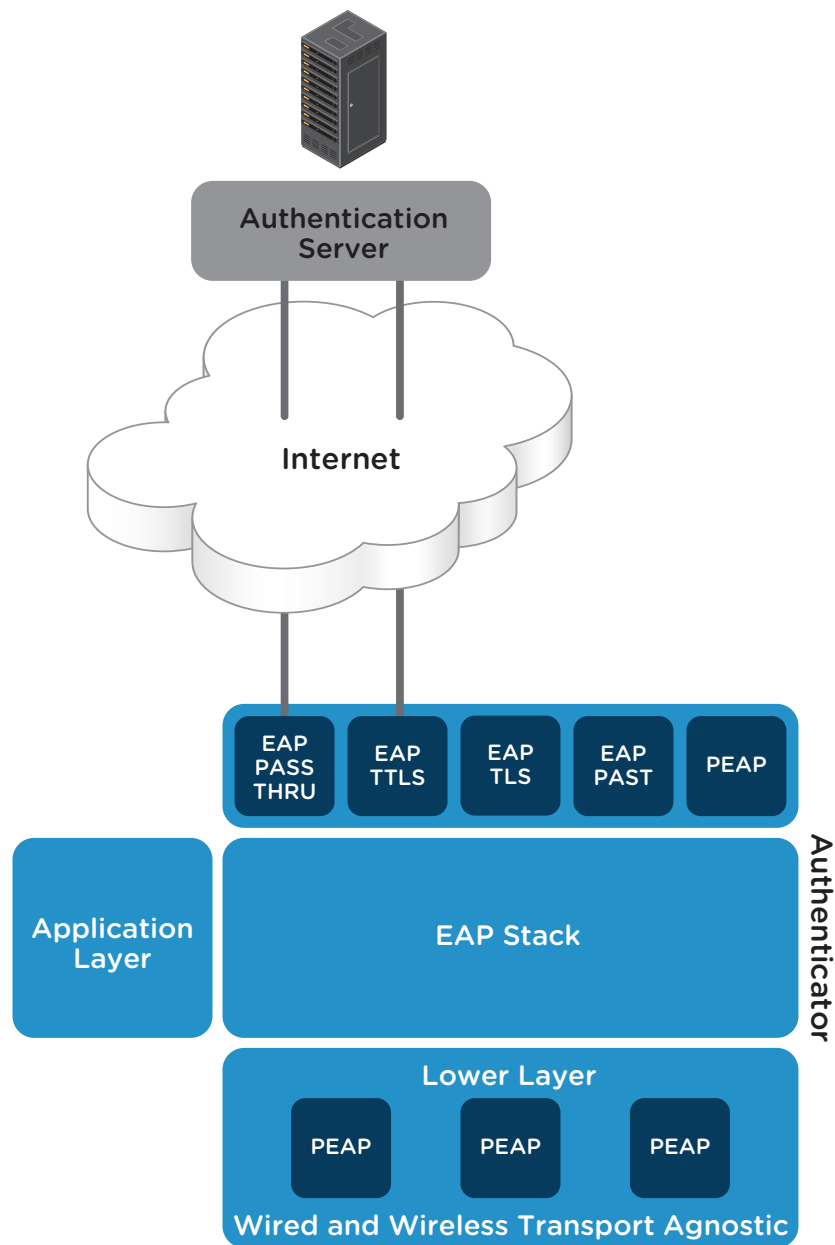 Authentication
Server
Internet
EAP
PASS
THRU
EAP
TTLS
EAP
TLS
EAP
PAST
PEAP
Authenticator
Application
Layer
EAP Stack
Lower Layer
PEAP
PEAP
PEAP
Wired and Wireless Transport Agnostic